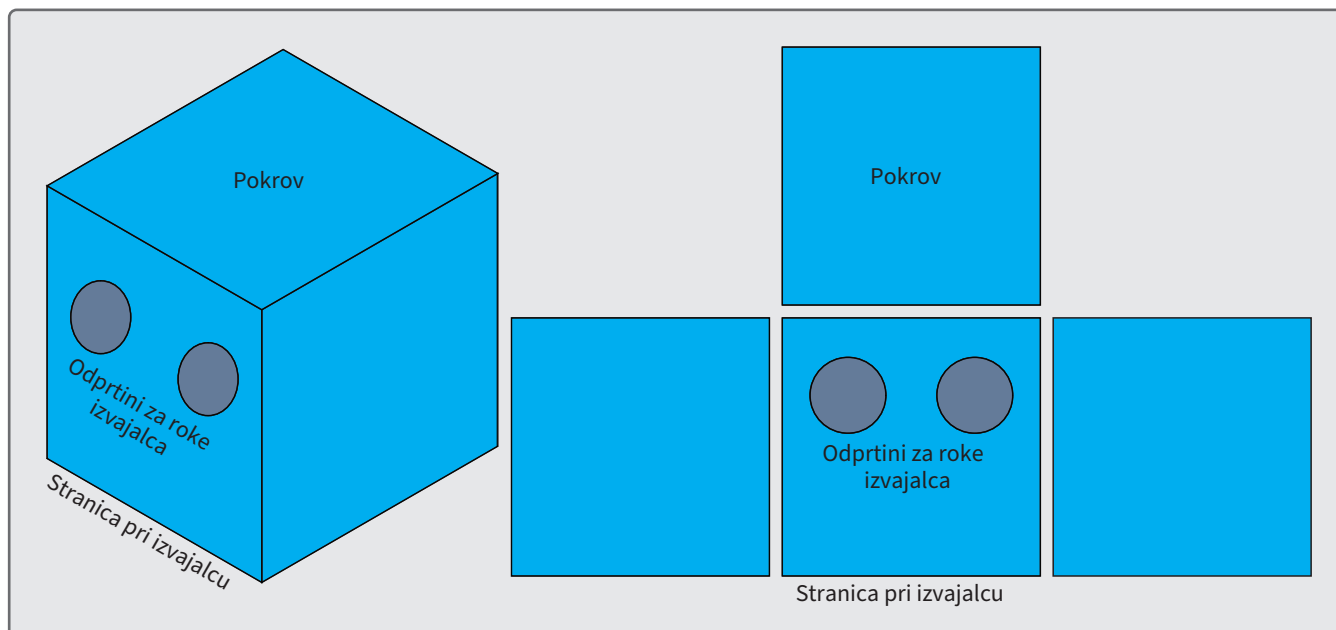 Pokrov
Odprtini za roke
izvajalca
Stranica pri izvajalcu
Pokrov
Odprtini za roke
izvajalca
Stranica pri izvajalcu